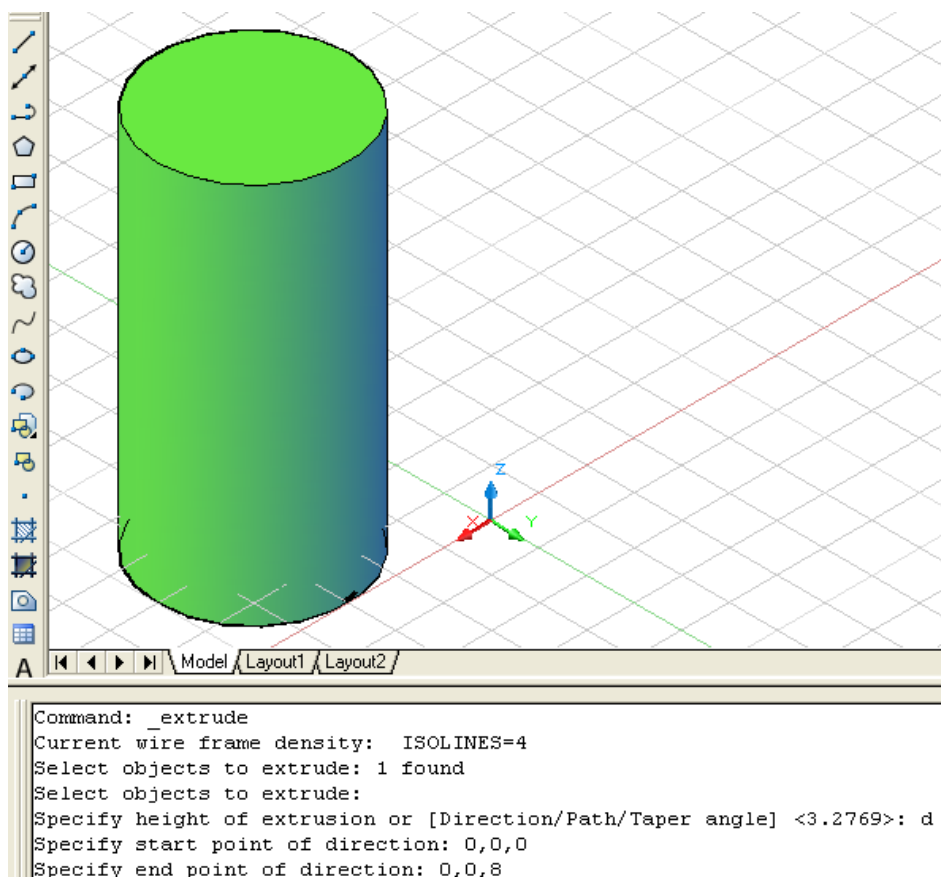 Z
X
Y
A
Model
Layout1
Layout2
Command: _extrude
Current wire frame density:  ISOLINES=4
Select objects to extrude: 1 found
Select objects to extrude:
Specify height of extrusion or [Direction/Path/Taper angle] <3.2769>: d
Specify start point of direction: 0,0,0
Specify end point of direction: 0,0,8